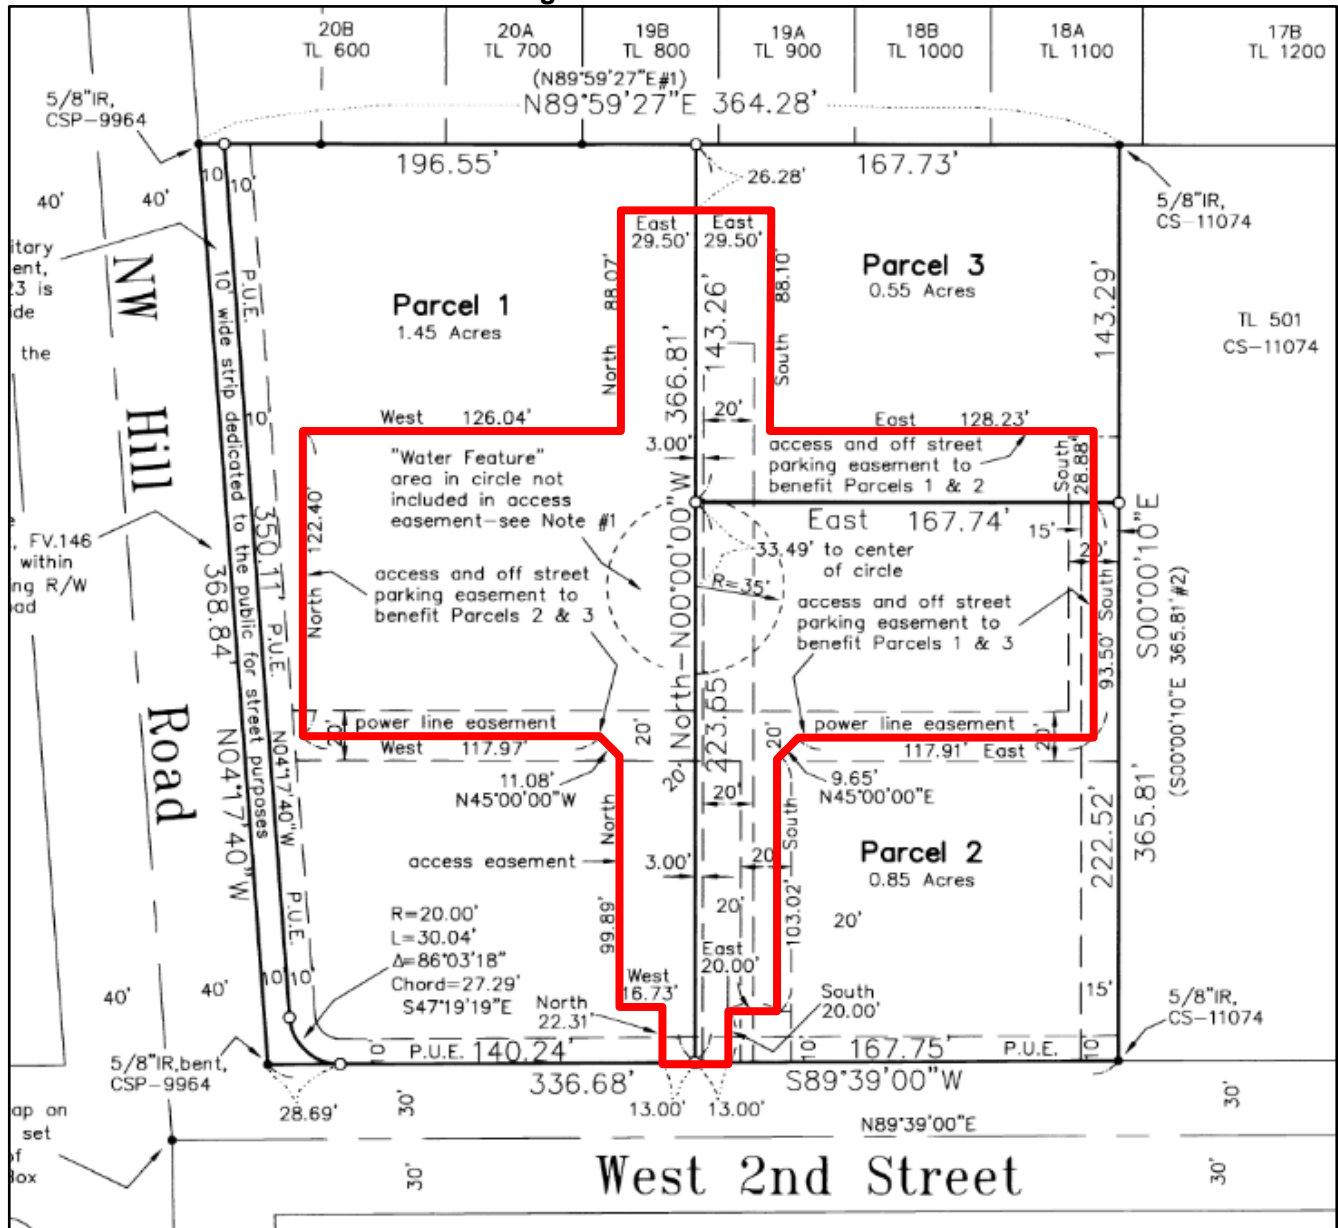 20B
TL 600
20A
TL 700
19B
TL 800
19A
TL 900
18B
TL 1000
18A
TL 1100
17B
TL 1200
(N89°59'27"E#1)
N89°59'27"E 364.28'
5/8"IR,
CSP-9964
196.55'
167.73'
26.28'
5/8"IR,
CS-11074
10'
10'
40'
40'
East
29.50'
East
29.50'
itary
ent,
23 is
ide
the
NW Hill Road
10' wide strip dedicated to the public for street purposes
P.U.E.
North 88.07'
South 88.10'
143.26'
366.81'
143.29'
Parcel 1
1.45 Acres
Parcel 3
0.55 Acres
TL 501
CS-11074
10'
West 126.04'
20'
East 128.23'
3.00'
"Water Feature"
area in circle not
included in access
easement-see Note #1
access and off street
parking easement to
benefit Parcels 1 & 2
South 28.88'
North 122.40'
North-N00°00'00"W
East 167.74'
15'
20'
33.49' to center
of circle
R=35'
, FV.146
within
ng R/W
oad
access and off street
parking easement to
benefit Parcels 2 & 3
access and off street
parking easement to
benefit Parcels 1 & 3
93.50' South
S00°00'10"E
(S00°00'10"E 365.81'#2)
350.11'
368.84'
P.U.E.
N04°17'40"W
N04°17'40"W
20'
power line easement
West 117.97'
20'
20'
223.55
20'
power line easement
117.91' East
20'
11.08'
N45°00'00"W
20'
9.65'
N45°00'00"E
North
South
222.52'
365.81'
access easement
3.00'
20'
Parcel 2
0.85 Acres
P.U.E.
99.89'
20'
103.02'
20'
R=20.00'
L=30.04'
Δ=86°03'18"
Chord=27.29'
S47°19'19"E
East
20.00'
10'
10'
40'
40'
West
16.73'
North
22.31'
South
20.00'
15'
5/8"IR,
CS-11074
5/8"IR,bent,
CSP-9964
10'
P.U.E.
140.24'
10'
167.75'
P.U.E.
10'
28.69'
30'
336.68'
13.00'
13.00'
S89°39'00"W
30'
N89°39'00"E
ap on
set
of
Box
30'
West 2nd Street
30'